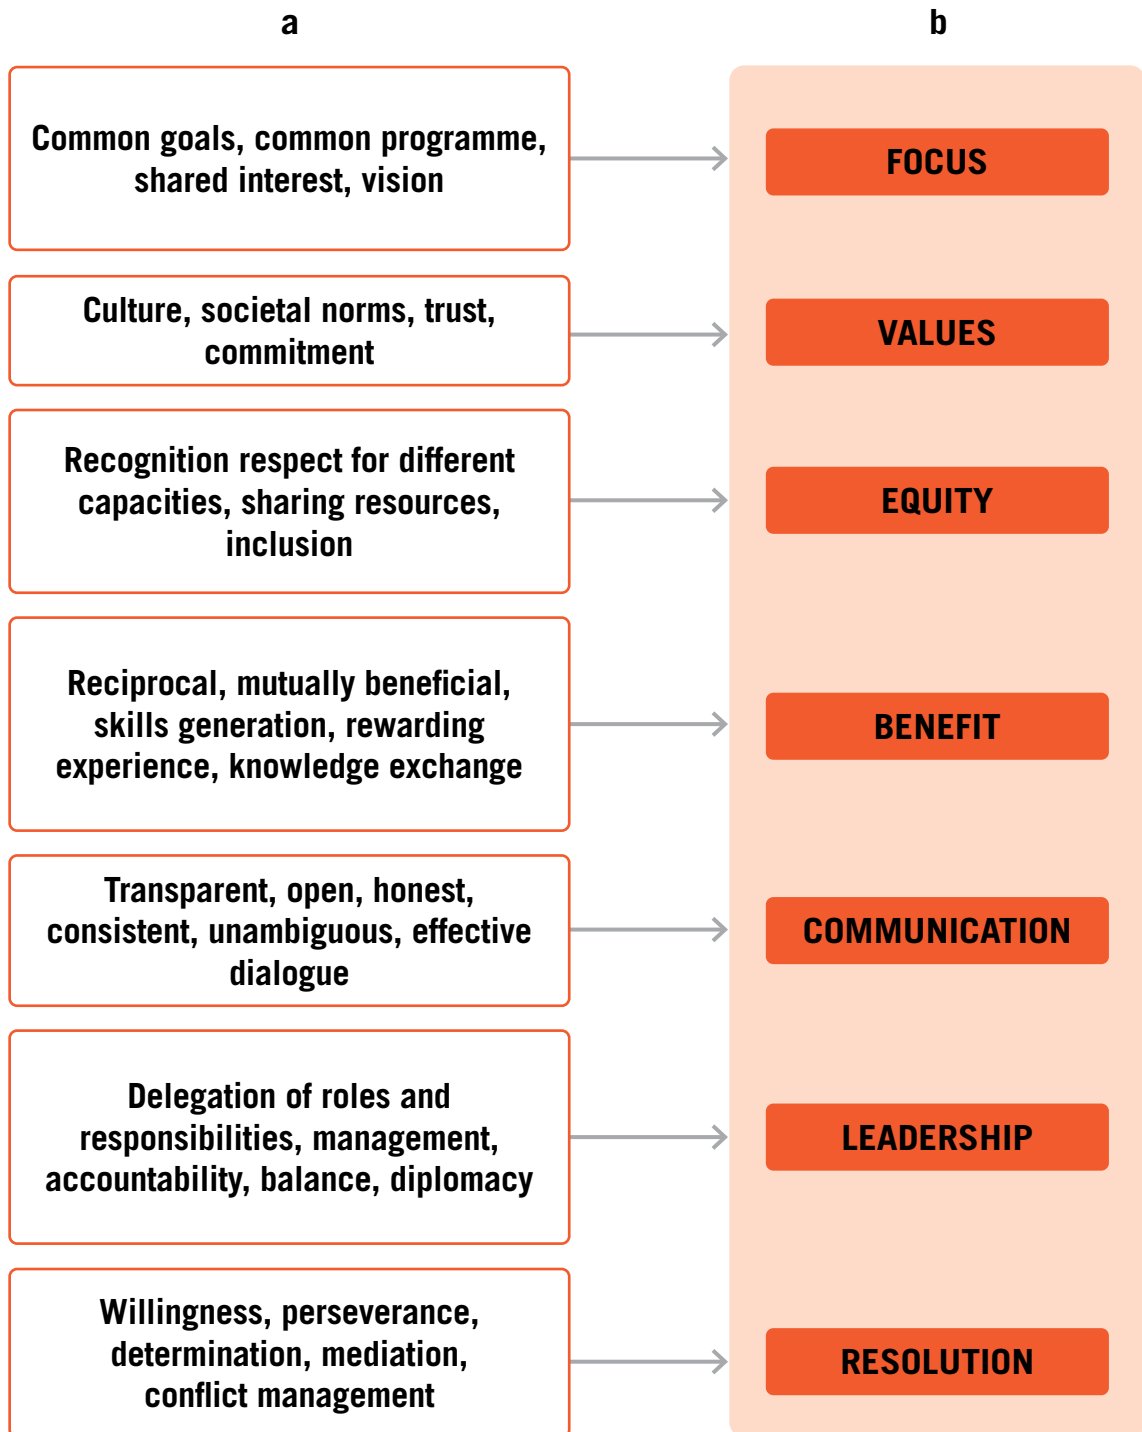 a
b
Common goals, common programme,
shared interest, vision
FOCUS
Culture, societal norms, trust,
commitment
VALUES
Recognition respect for different
capacities, sharing resources,
inclusion
EQUITY
Reciprocal, mutually beneficial,
skills generation, rewarding
experience, knowledge exchange
BENEFIT
Transparent, open, honest,
consistent, unambiguous, effective
dialogue
COMMUNICATION
Delegation of roles and
responsibilities, management,
accountability, balance, diplomacy
LEADERSHIP
Willingness, perseverance,
determination, mediation,
conflict management
RESOLUTION